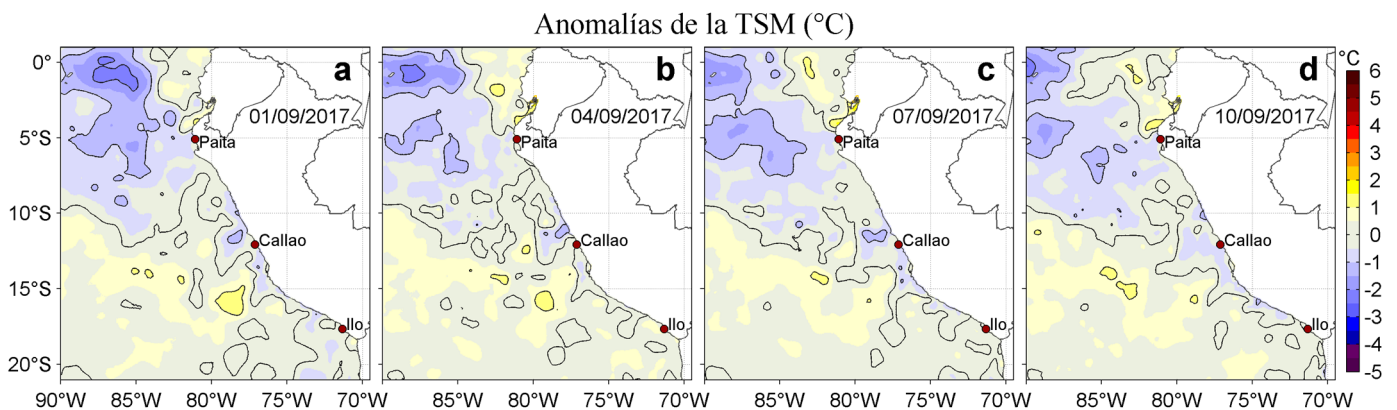 Anomalías de la TSM (°C)
a
01/09/2017
Paita
Callao
Ilo
b
04/09/2017
Paita
Callao
Ilo
c
07/09/2017
Paita
Callao
Ilo
d
10/09/2017
Paita
Callao
Ilo
0°
5°S
10°S
15°S
20°S
90°W 85°W 80°W 75°W 70°W
85°W 80°W 75°W 70°W
85°W 80°W 75°W 70°W
85°W 80°W 75°W 70°W
°C
6
5
4
3
2
1
0
-1
-2
-3
-4
-5